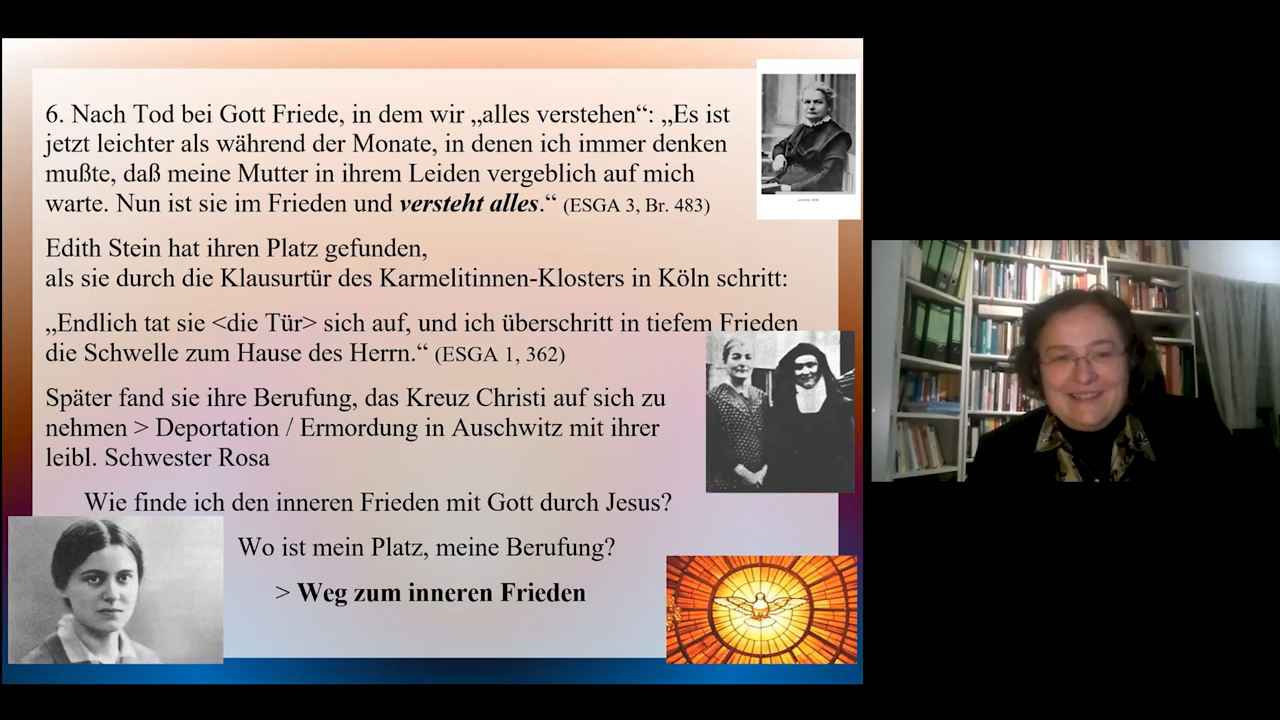 6. Nach Tod bei Gott Friede, in dem wir „alles verstehen“: „Es ist
jetzt leichter als während der Monate, in denen ich immer denken
mußte, daß meine Mutter in ihrem Leiden vergeblich auf mich
warte. Nun ist sie im Frieden und versteht alles.“ (ESGA 3, Br. 483)
Edith Stein hat ihren Platz gefunden,
als sie durch die Klausurtür des Karmelitinnen-Klosters in Köln schritt:
„Endlich tat sie <die Tür> sich auf, und ich überschritt in tiefem Frieden
die Schwelle zum Hause des Herrn.“ (ESGA 1, 362)
Später fand sie ihre Berufung, das Kreuz Christi auf sich zu
nehmen > Deportation / Ermordung in Auschwitz mit ihrer
leibl. Schwester Rosa
Wie finde ich den inneren Frieden mit Gott durch Jesus?
Wo ist mein Platz, meine Berufung?
> Weg zum inneren Frieden